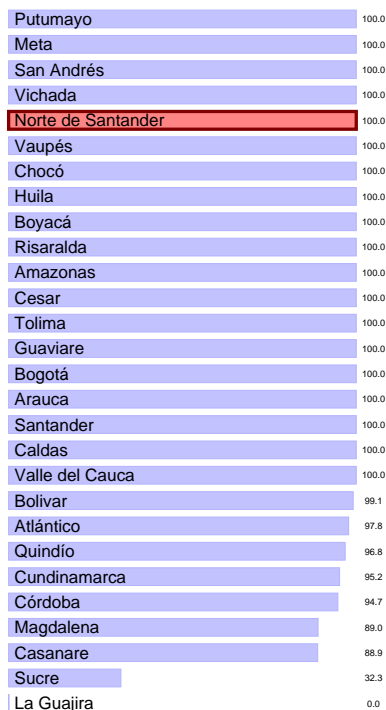 Putumayo 100.0
Meta 100.0
San Andrés 100.0
Vichada 100.0
Norte de Santander 100.0
Vaupés 100.0
Chocó 100.0
Huila 100.0
Boyacá 100.0
Risaralda 100.0
Amazonas 100.0
Cesar 100.0
Tolima 100.0
Guaviare 100.0
Bogotá 100.0
Arauca 100.0
Santander 100.0
Caldas 100.0
Valle del Cauca 100.0
Bolivar 99.1
Atlántico 97.8
Quindío 96.8
Cundinamarca 95.2
Córdoba 94.7
Magdalena 89.0
Casanare 88.9
Sucre 32.3
La Guajira 0.0